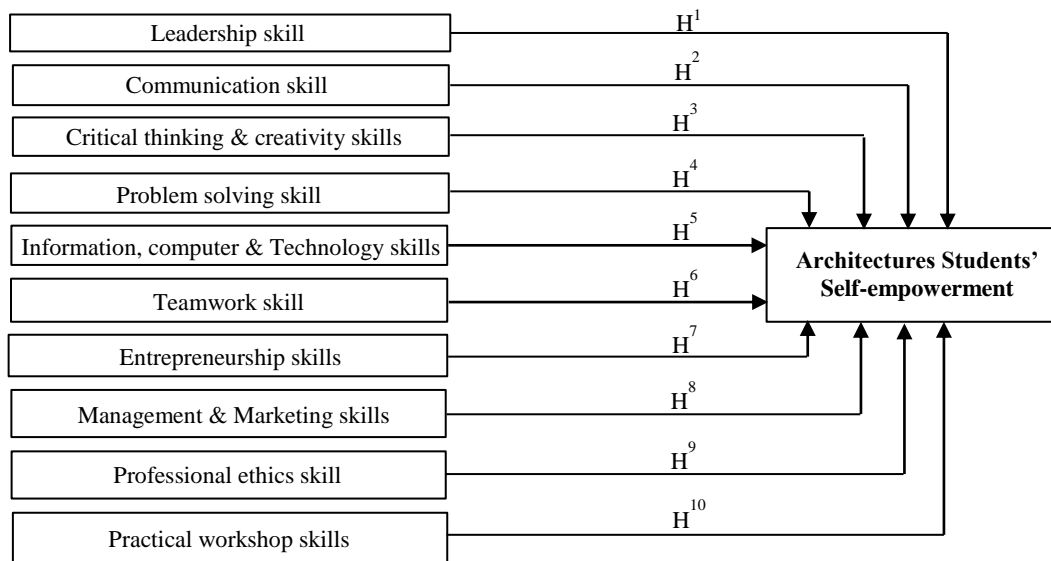 Leadership skill
H1
Communication skill
H2
Critical thinking & creativity skills
H3
Problem solving skill
H4
Information, computer & Technology skills
H5
Architectures Students’
Self-empowerment
Teamwork skill
H6
Entrepreneurship skills
H7
Management & Marketing skills
H8
Professional ethics skill
H9
Practical workshop skills
H10